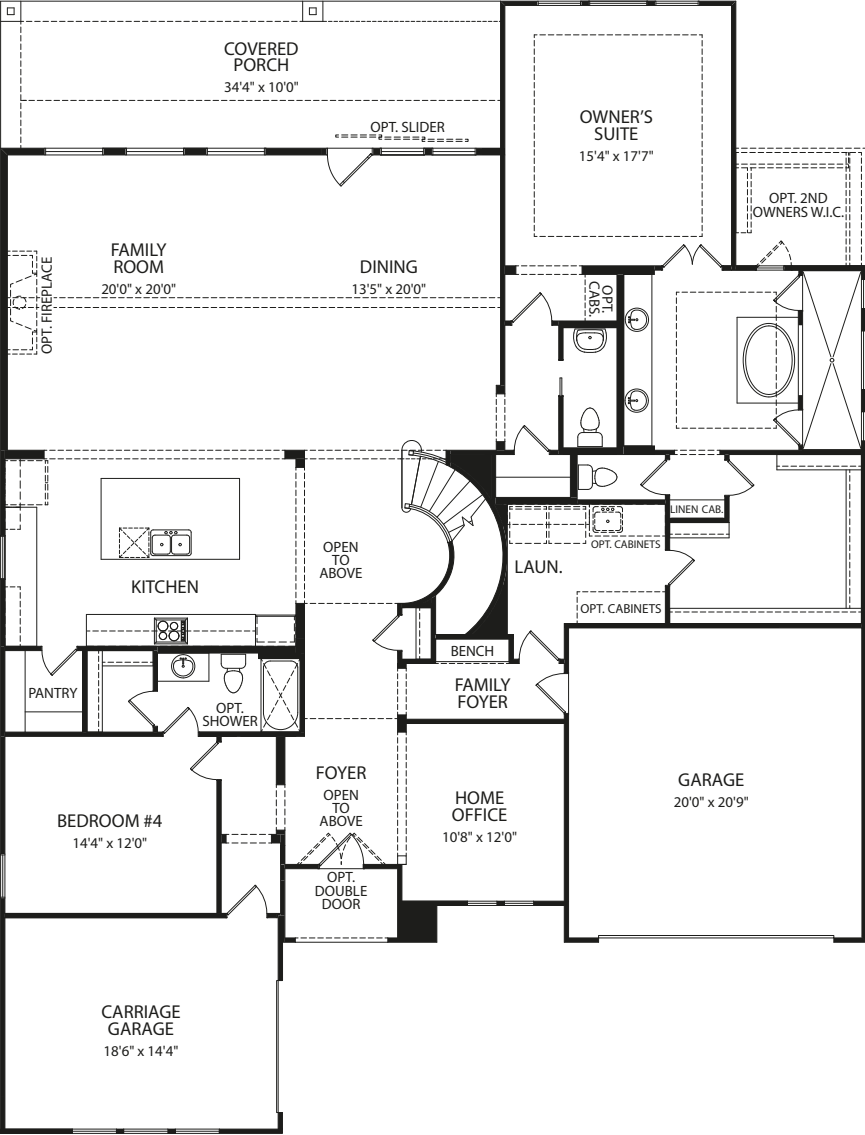 COVERED
PORCH
34'4" x 10'0"
OPT. SLIDER
OWNER'S
SUITE
15'4" x 17'7"
OPT. 2ND
OWNERS W.I.C.
FAMILY
ROOM
20'0" x 20'0"
DINING
13'5" x 20'0"
OPT. FIREPLACE
OPT.
CABS.
LINEN CAB.
OPEN
TO
ABOVE
LAUN.
OPT. CABINETS
OPT. CABINETS
KITCHEN
BENCH
PANTRY
OPT.
SHOWER
FAMILY
FOYER
FOYER
OPEN
TO
ABOVE
HOME
OFFICE
10'8" x 12'0"
GARAGE
20'0" x 20'9"
BEDROOM #4
14'4" x 12'0"
OPT.
DOUBLE
DOOR
CARRIAGE
GARAGE
18'6" x 14'4"